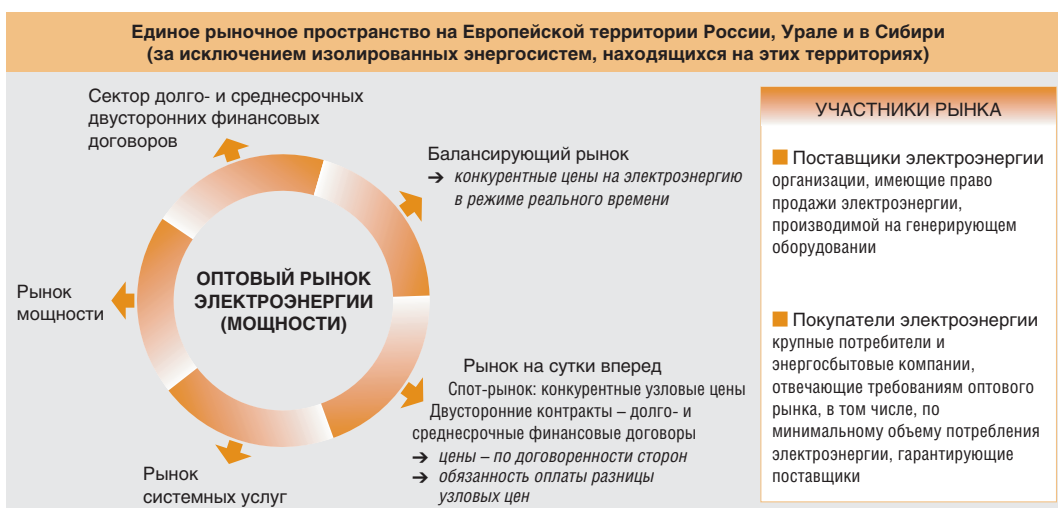 Единое рыночное пространство на Европейской территории России, Урале и в Сибири
(за исключением изолированных энергосистем, находящихся на этих территориях)
Сектор долго- и среднесрочных
двусторонних финансовых
договоров
Балансирующий рынок
➔ конкурентные цены на электроэнергию
в режиме реального времени
ОПТОВЫЙ РЫНОК
ЭЛЕКТРОЭНЕРГИИ
(МОЩНОСТИ)
Рынок
мощности
Рынок на сутки вперед
Спот-рынок: конкурентные узловые цены
Двусторонние контракты – долго- и
среднесрочные финансовые договоры
➔ цены – по договоренности сторон
➔ обязанность оплаты разницы
узловых цен
Рынок
системных услуг
УЧАСТНИКИ РЫНКА
■ Поставщики электроэнергии
организации, имеющие право
продажи электроэнергии,
производимой на генерирующем
оборудовании
■ Покупатели электроэнергии
крупные потребители и
энергосбытовые компании,
отвечающие требованиям оптового
рынка, в том числе, по
минимальному объему потребления
электроэнергии, гарантирующие
поставщики